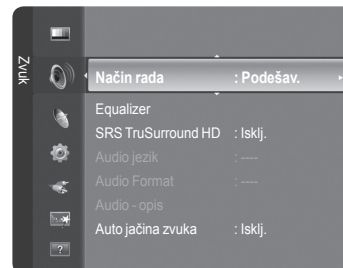 Zvuk
Način rada : Podešav.
Equalizer
SRS TruSurround HD : Isklj.
Audio jezik : ----
Audio Format : ----
Audio - opis
Auto jačina zvuka : Isklj.
?